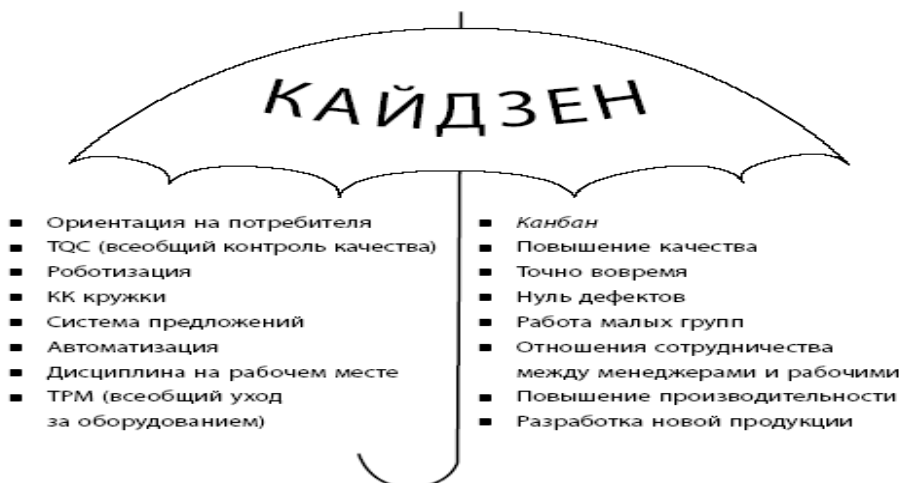 КАЙДЗЕН
▪ Ориентация на потребителя
▪ TQC (всеобщий контроль качества)
▪ Роботизация
▪ КК кружки
▪ Система предложений
▪ Автоматизация
▪ Дисциплина на рабочем месте
▪ TPM (всеобщий уход
за оборудованием)
▪ Канбан
▪ Повышение качества
▪ Точно вовремя
▪ Нуль дефектов
▪ Работа малых групп
▪ Отношения сотрудничества
между менеджерами и рабочими
▪ Повышение производительности
▪ Разработка новой продукции